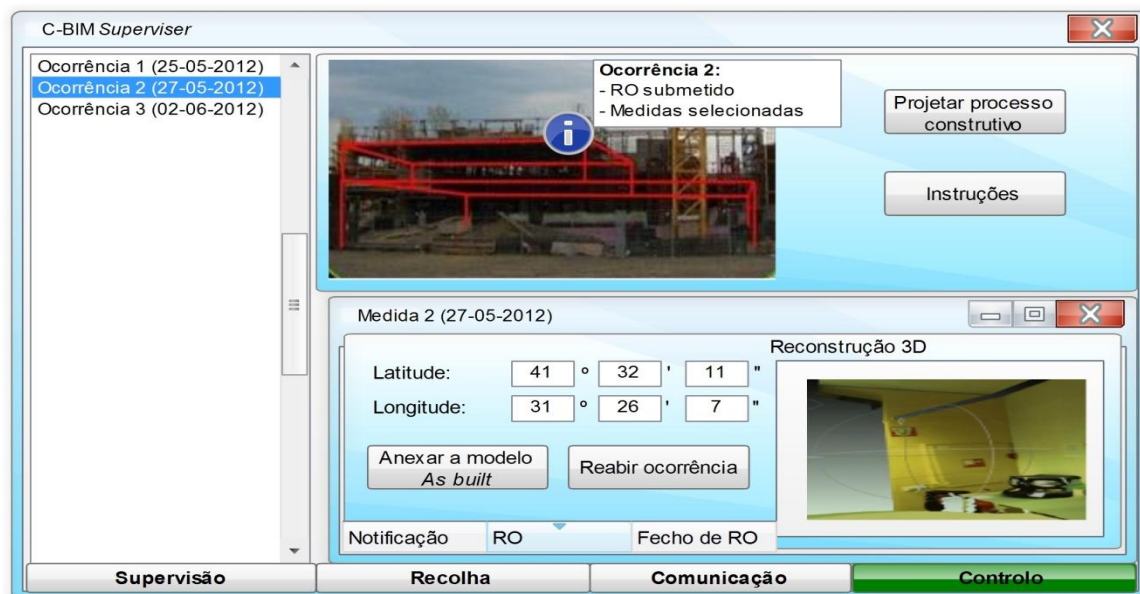 C-BIM Superviser
Ocorrência 1 (25-05-2012)
Ocorrência 2 (27-05-2012)
Ocorrência 3 (02-06-2012)
Ocorrência 2:
- RO submetido
- Medidas selecionadas
i
Projetar processo
construtivo
Instruções
Medida 2 (27-05-2012)
Reconstrução 3D
Latitude: 41 º 32 ' 11 "
Longitude: 31 º 26 ' 7 "
Anexar a modelo
As built
Reabir ocorrência
Notificação RO Fecho de RO
Supervisão Recolha Comunicação Controlo